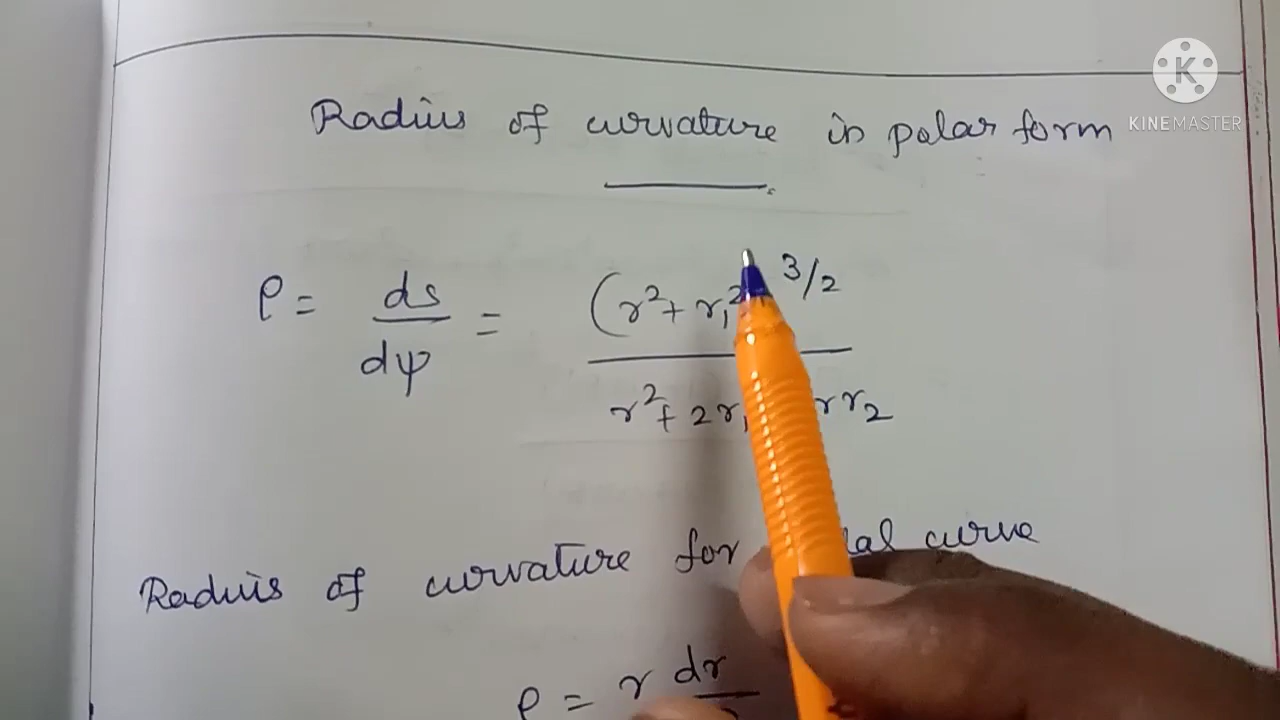 KINEMASTER
Radius of curvature in polar form
ρ = ds/dψ = (r² + r₁² 3/2 / r² + 2r₁ rr₂
Radius of curvature for curve
ρ = r dr